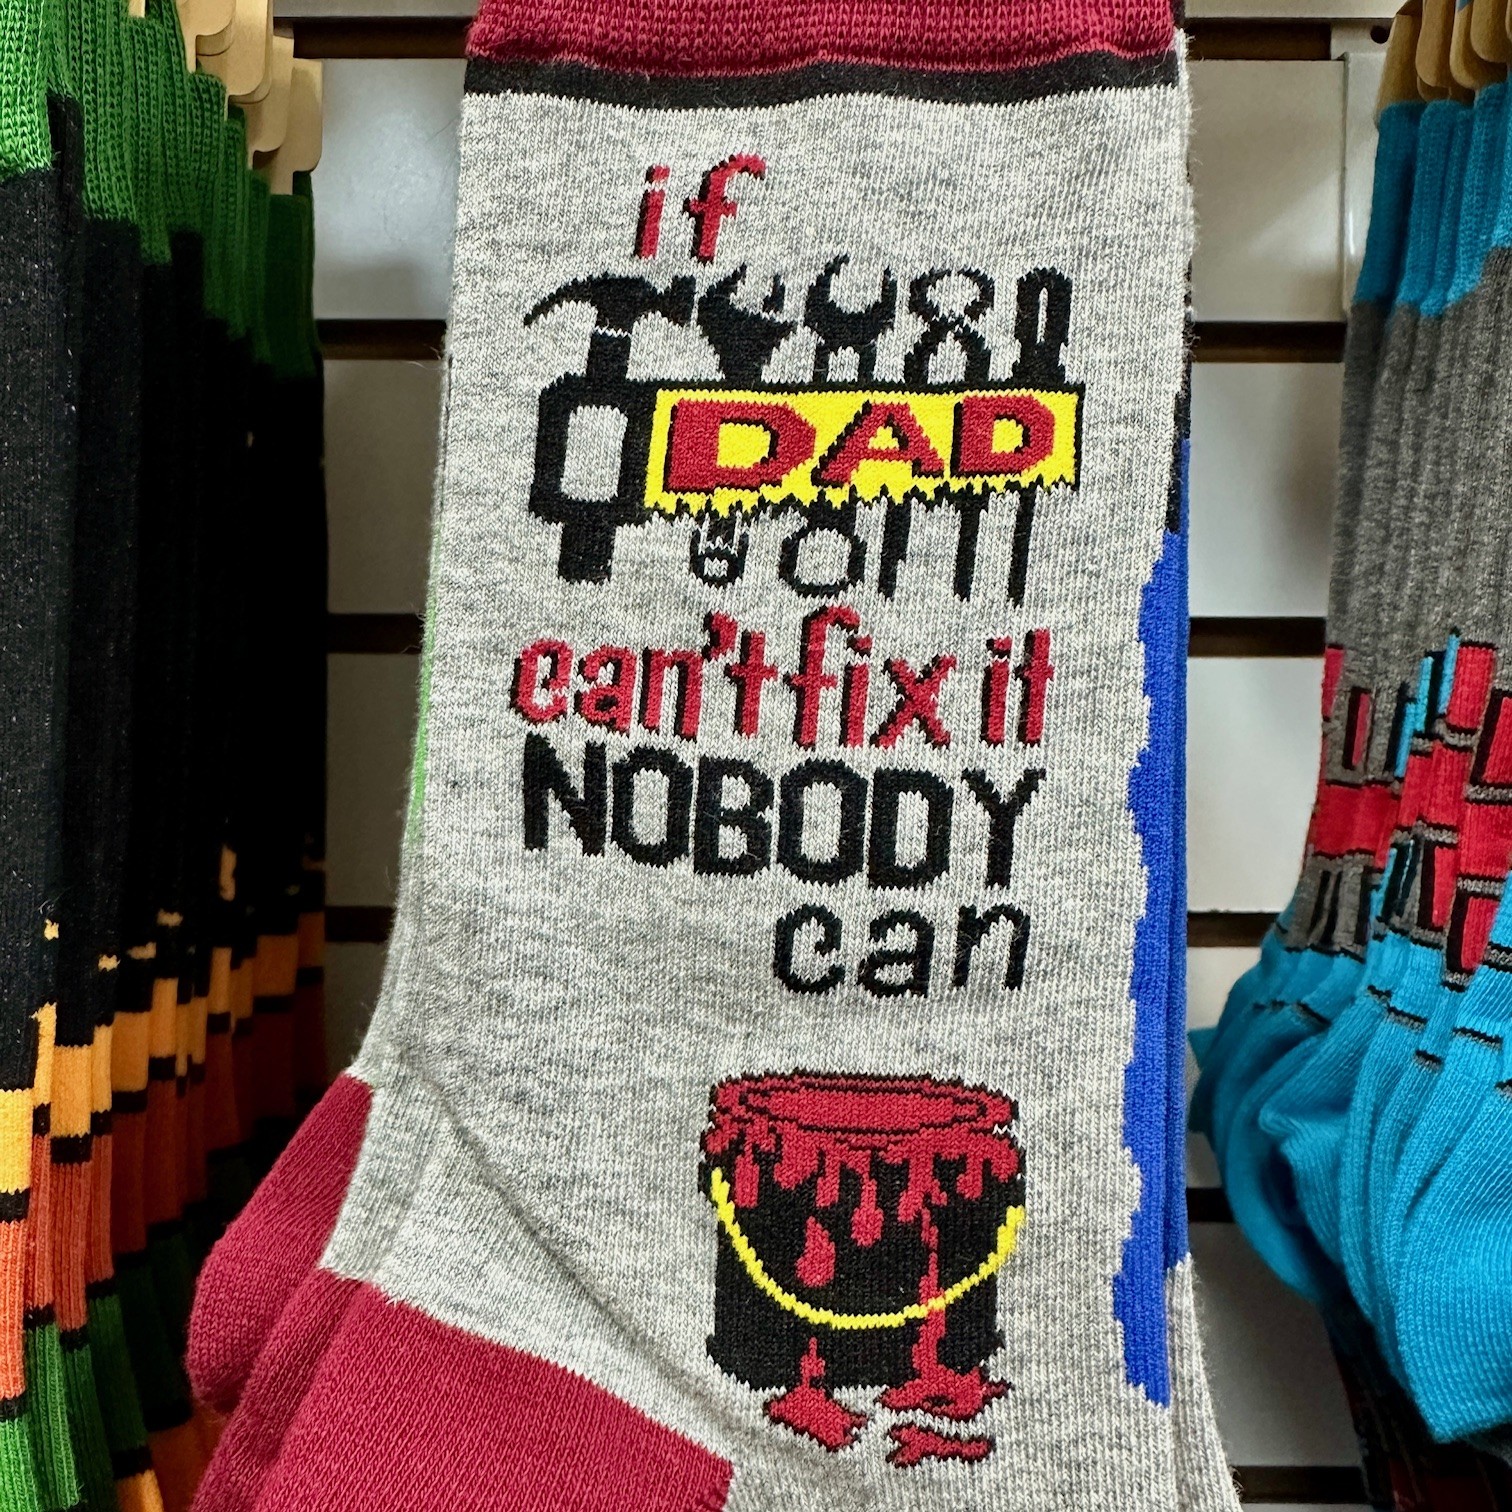 if
DAD
can't fix it
NOBODY
can